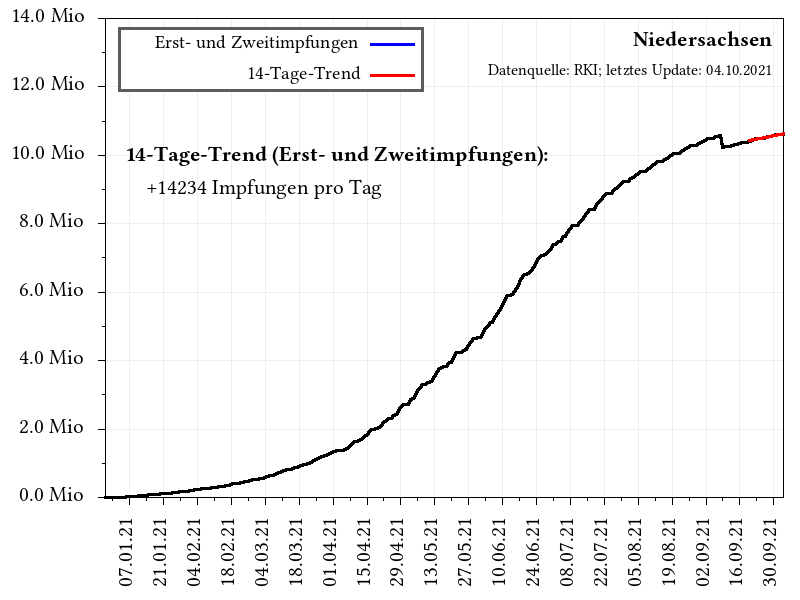 14.0 Mio
12.0 Mio
10.0 Mio
8.0 Mio
6.0 Mio
4.0 Mio
2.0 Mio
0.0 Mio
Erst- und Zweitimpfungen
14-Tage-Trend
Niedersachsen
Datenquelle: RKI; letztes Update: 04.10.2021
14-Tage-Trend (Erst- und Zweitimpfungen):
+14234 Impfungen pro Tag
07.01.21
21.01.21
04.02.21
18.02.21
04.03.21
18.03.21
01.04.21
15.04.21
29.04.21
13.05.21
27.05.21
10.06.21
24.06.21
08.07.21
22.07.21
05.08.21
19.08.21
02.09.21
16.09.21
30.09.21